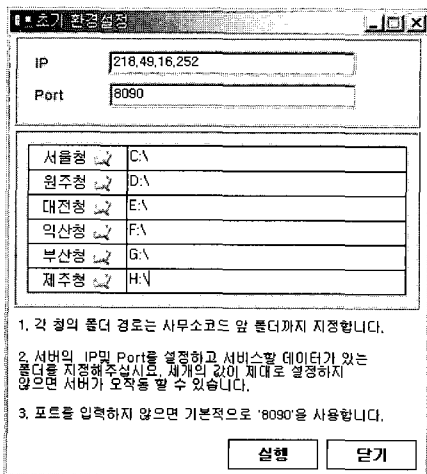 초기 환경설정
IP 218,49,16,252
Port 8090
서울청 C:\
원주청 D:\
대전청 E:\
익산청 F:\
부산청 G:\
제주청 H:\
1, 각 청의 폴더 경로는 사무소코드 앞 폴더까지 지정합니다.
2, 서버의 IP및 Port를 설정하고 서비스할 데이터가 있는
폴더를 지정해주십시요, 세개의 값이 제대로 설정하지
않으면 서버가 오작동 할 수 있습니다.
3, 포트를 입력하지 않으면 기본적으로 '8090'을 사용합니다.
실행 닫기